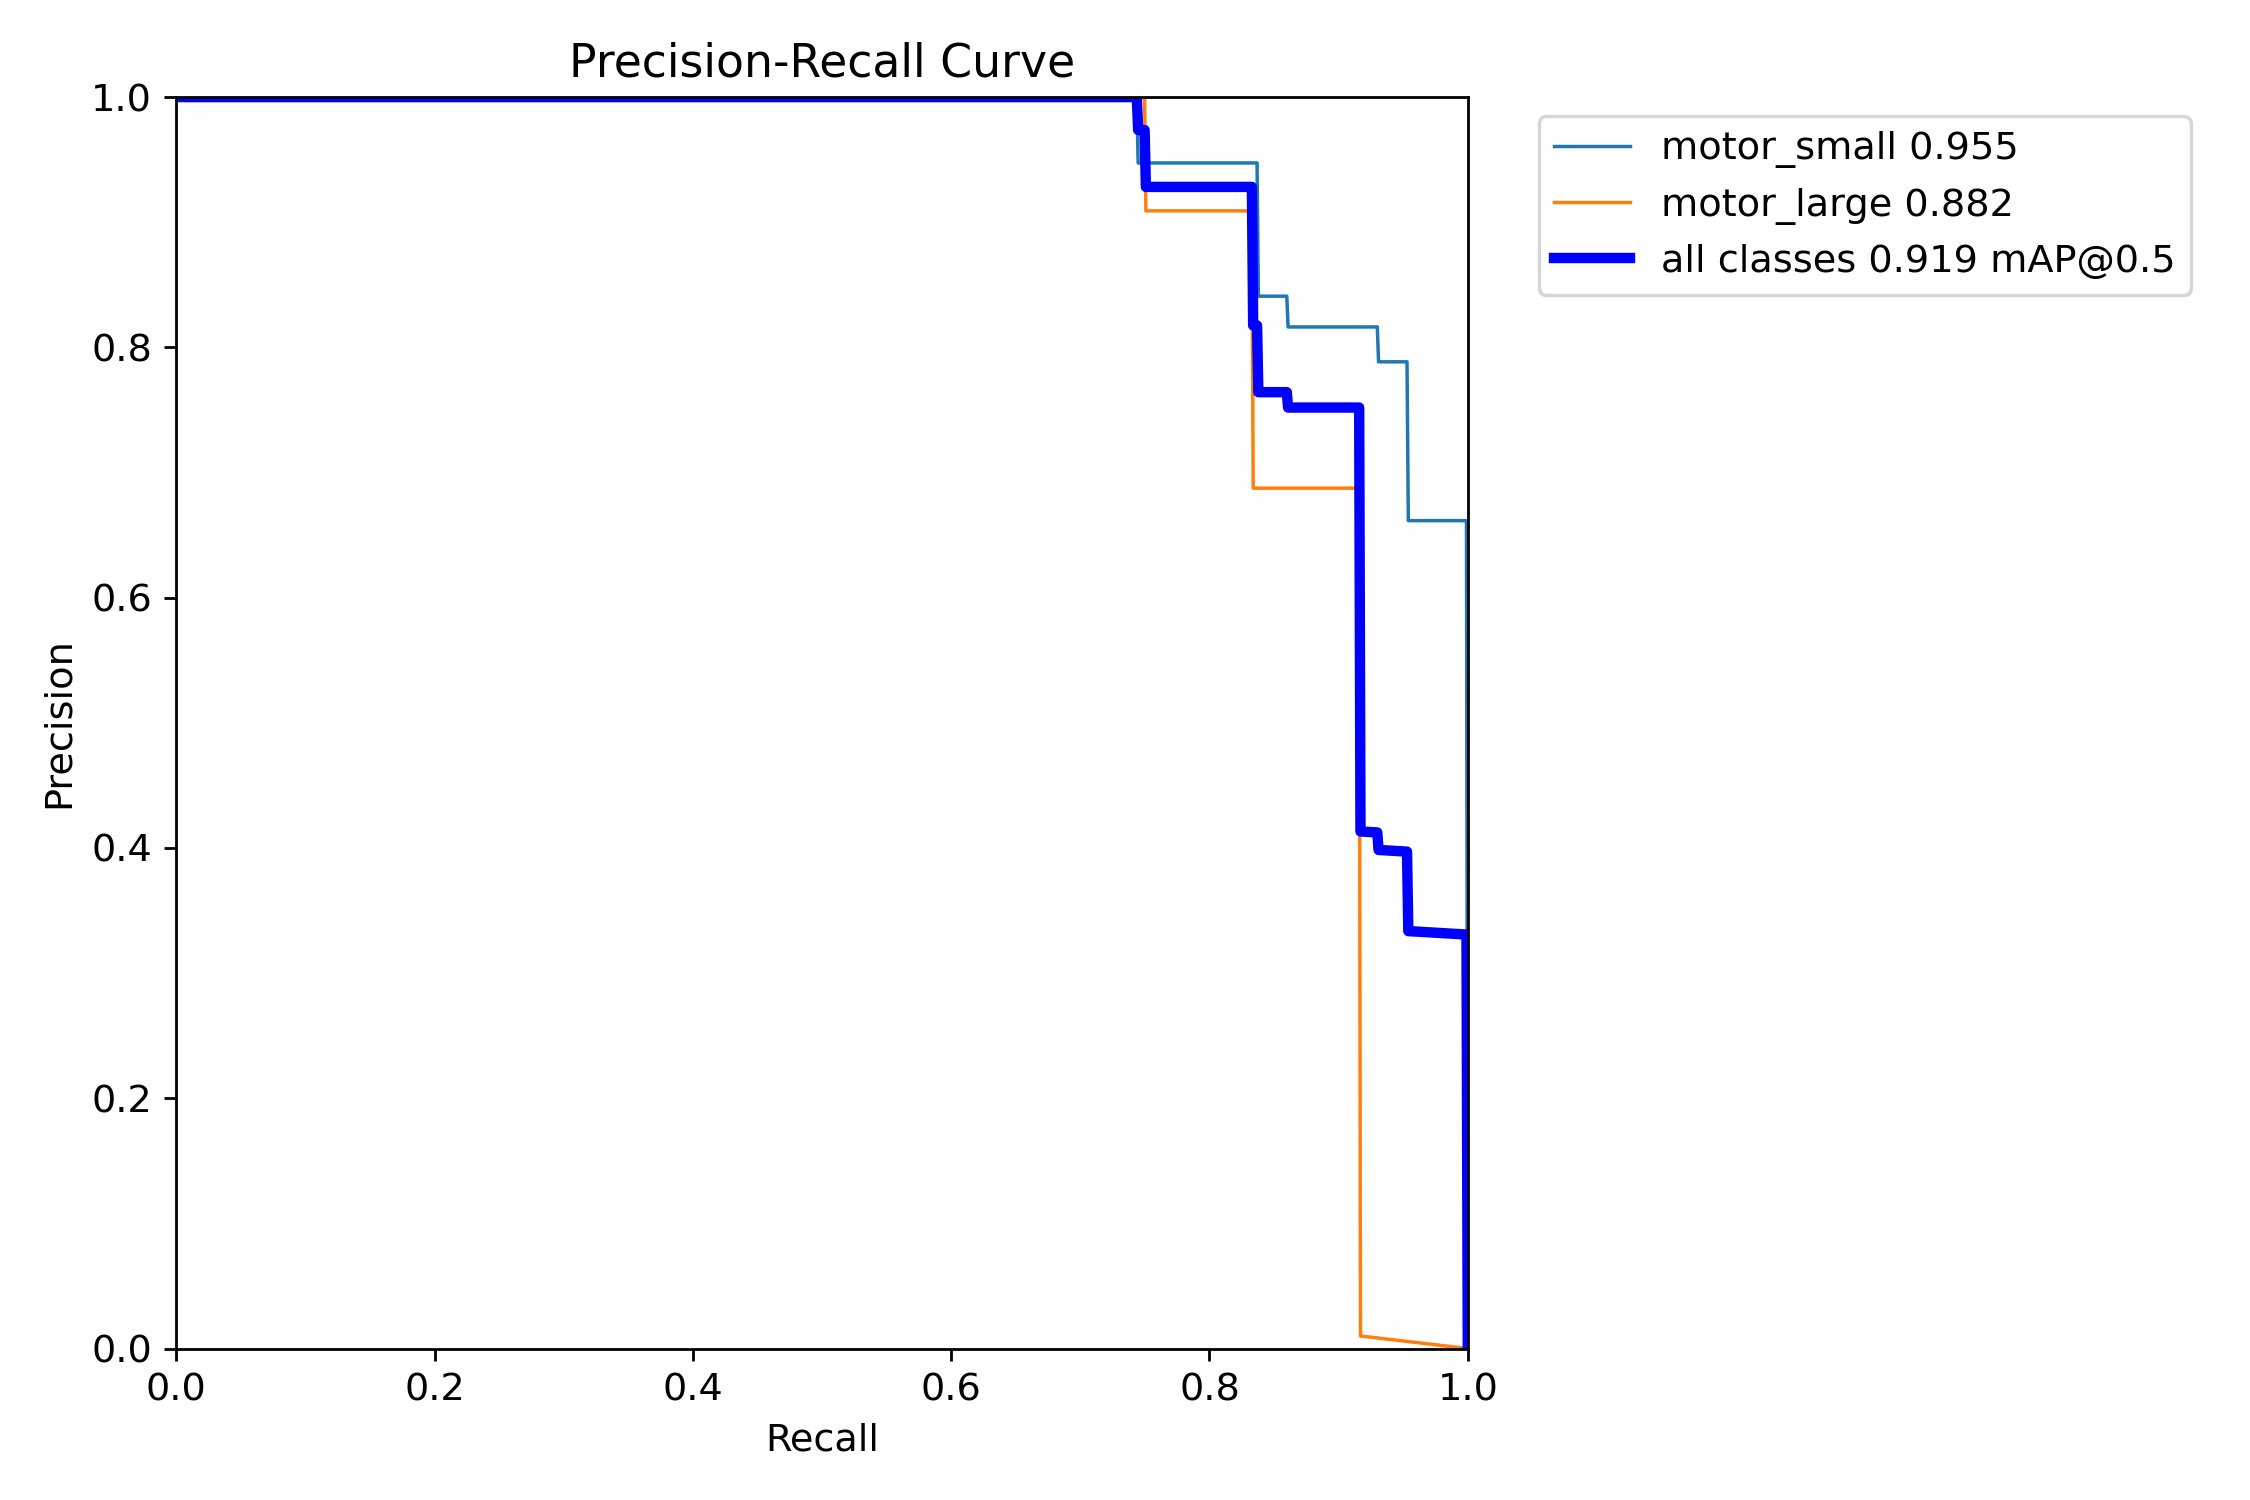 Precision-Recall Curve
motor_small 0.955
motor_large 0.882
all classes 0.919 mAP@0.5
Precision
1.0
0.8
0.6
0.4
0.2
0.0
0.0 0.2 0.4 0.6 0.8 1.0
Recall